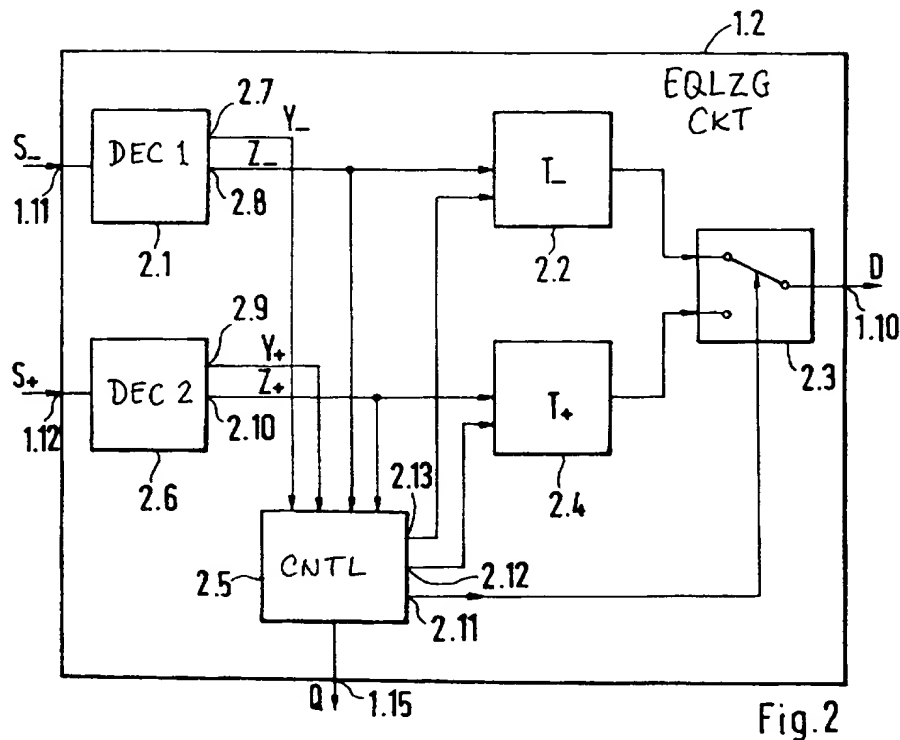 1.2
EQLZG
CKT
2.7
Y_
S_
DEC 1
Z_
T_
1.11
2.8
2.1
2.2
D
2.9
1.10
Y+
S+
DEC 2
Z+
T+
2.3
1.12
2.10
2.13
2.6
2.4
2.5
CNTL
2.12
2.11
Q
1.15
Fig.2